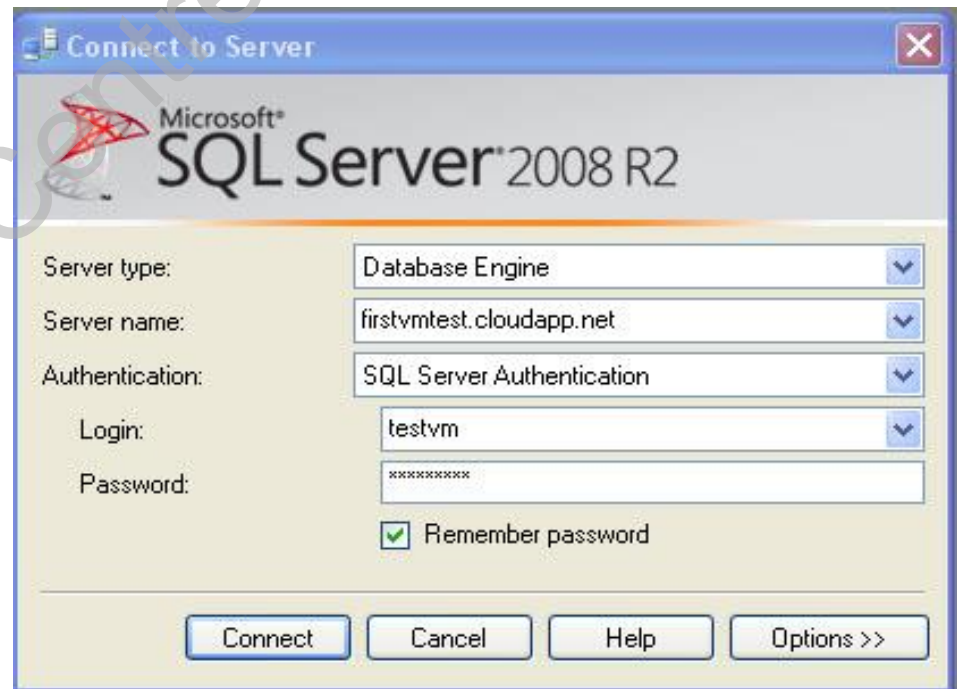 Centre
Connect to Server
Microsoft®
SQL Server® 2008 R2
Server type: Database Engine
Server name: firstvmtest.cloudapp.net
Authentication: SQL Server Authentication
Login: testvm
Password: *********
Remember password
Connect Cancel Help Options >>